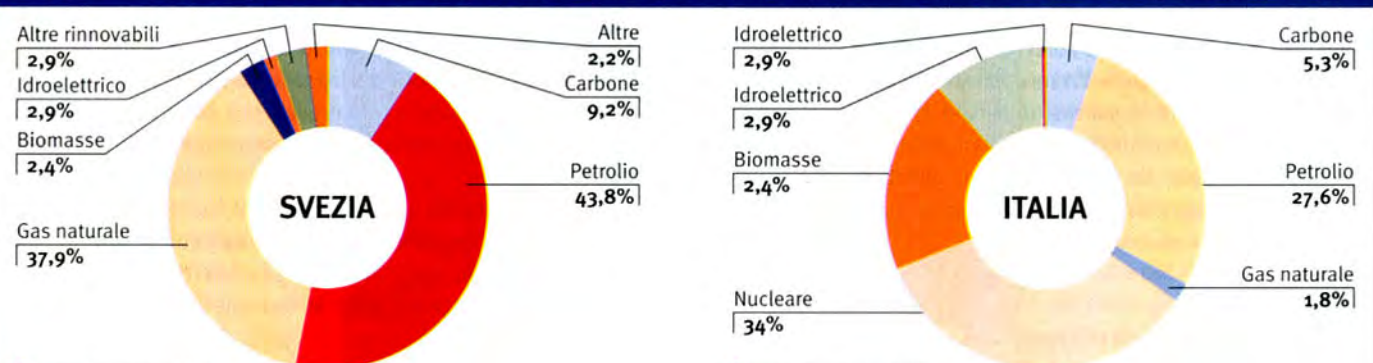 Altre rinnovabili
2,9%
Idroelettrico
2,9%
Biomasse
2,4%
Gas naturale
37,9%
Altre
2,2%
Carbone
9,2%
Petrolio
43,8%
SVEZIA
Idroelettrico
2,9%
Idroelettrico
2,9%
Biomasse
2,4%
Nucleare
34%
Carbone
5,3%
Petrolio
27,6%
Gas naturale
1,8%
ITALIA